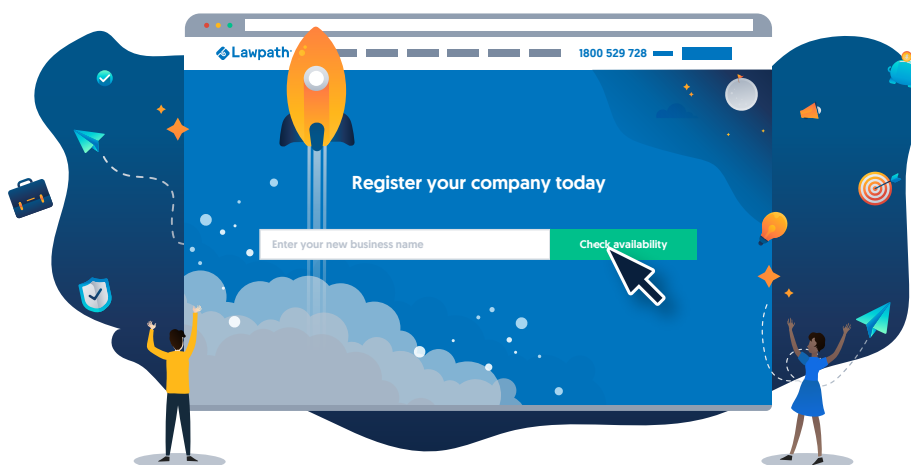 Lawpath
1800 529 728
Register your company today
Enter your new business name
Check availability